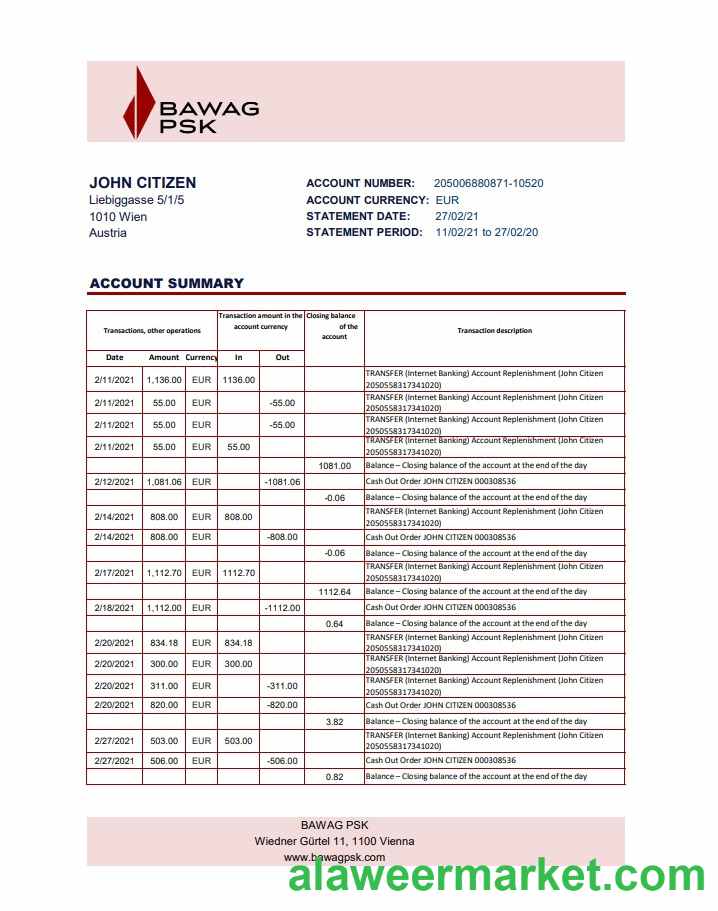 BAWAG
PSK
JOHN CITIZEN
Liebiggasse 5/1/5
1010 Wien
Austria
ACCOUNT NUMBER: 205006880871-10520
ACCOUNT CURRENCY: EUR
STATEMENT DATE: 27/02/21
STATEMENT PERIOD: 11/02/21 to 27/02/20
ACCOUNT SUMMARY
Transactions, other operations
Transaction amount in the
account currency
Closing balance
of the
account
Transaction description
Date Amount Currency In Out
2/11/2021 1,136.00 EUR 1136.00 TRANSFER (Internet Banking) Account Replenishment (John Citizen
2050558317341020)
2/11/2021 55.00 EUR -55.00 TRANSFER (Internet Banking) Account Replenishment (John Citizen
2050558317341020)
2/11/2021 55.00 EUR -55.00 TRANSFER (Internet Banking) Account Replenishment (John Citizen
2050558317341020)
2/11/2021 55.00 EUR 55.00 TRANSFER (Internet Banking) Account Replenishment (John Citizen
2050558317341020)
1081.00 Balance – Closing balance of the account at the end of the day
2/12/2021 1,081.06 EUR -1081.06 Cash Out Order JOHN CITIZEN 000308536
-0.06 Balance – Closing balance of the account at the end of the day
2/14/2021 808.00 EUR 808.00 TRANSFER (Internet Banking) Account Replenishment (John Citizen
2050558317341020)
2/14/2021 808.00 EUR -808.00 Cash Out Order JOHN CITIZEN 000308536
-0.06 Balance – Closing balance of the account at the end of the day
2/17/2021 1,112.70 EUR 1112.70 TRANSFER (Internet Banking) Account Replenishment (John Citizen
2050558317341020)
1112.64 Balance – Closing balance of the account at the end of the day
2/18/2021 1,112.00 EUR -1112.00 Cash Out Order JOHN CITIZEN 000308536
0.64 Balance – Closing balance of the account at the end of the day
2/20/2021 834.18 EUR 834.18 TRANSFER (Internet Banking) Account Replenishment (John Citizen
2050558317341020)
2/20/2021 300.00 EUR 300.00 TRANSFER (Internet Banking) Account Replenishment (John Citizen
2050558317341020)
2/20/2021 311.00 EUR -311.00 TRANSFER (Internet Banking) Account Replenishment (John Citizen
2050558317341020)
2/20/2021 820.00 EUR -820.00 Cash Out Order JOHN CITIZEN 000308536
3.82 Balance – Closing balance of the account at the end of the day
2/27/2021 503.00 EUR 503.00 TRANSFER (Internet Banking) Account Replenishment (John Citizen
2050558317341020)
2/27/2021 506.00 EUR -506.00 Cash Out Order JOHN CITIZEN 000308536
0.82 Balance – Closing balance of the account at the end of the day
BAWAG PSK
Wiedner Gürtel 11, 1100 Vienna
www.bawagpsk.com
alaweermarket.com